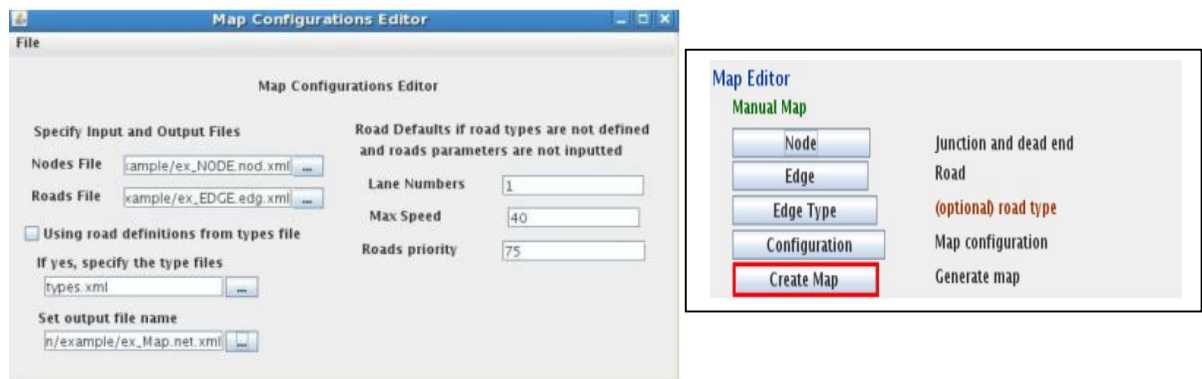 Map Configurations Editor
File
Map Configurations Editor
Specify Input and Output Files
Nodes File xample/ex_NODE.nod.xml ...
Roads File xample/ex_EDGE.edg.xml ...
Using road definitions from types file
If yes, specify the type files
types.xml ...
Set output file name
n/example/ex_Map.net.xml ...
Road Defaults if road types are not defined
and roads parameters are not inputted
Lane Numbers 1
Max Speed 40
Roads priority 75
Map Editor
Manual Map
Node Junction and dead end
Edge Road
Edge Type (optional) road type
Configuration Map configuration
Create Map Generate map